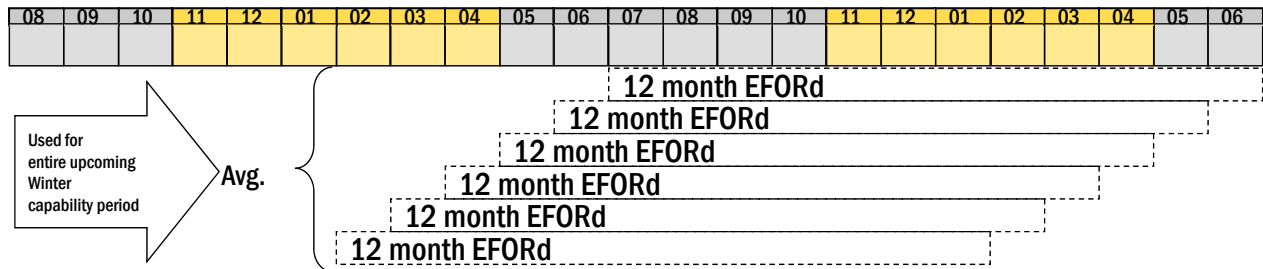 08 09 10 11 12 01 02 03 04 05 06 07 08 09 10 11 12 01 02 03 04 05 06
12 month EFORd
12 month EFORd
12 month EFORd
12 month EFORd
12 month EFORd
12 month EFORd
Used for
entire upcoming
Winter
capability period
Avg.